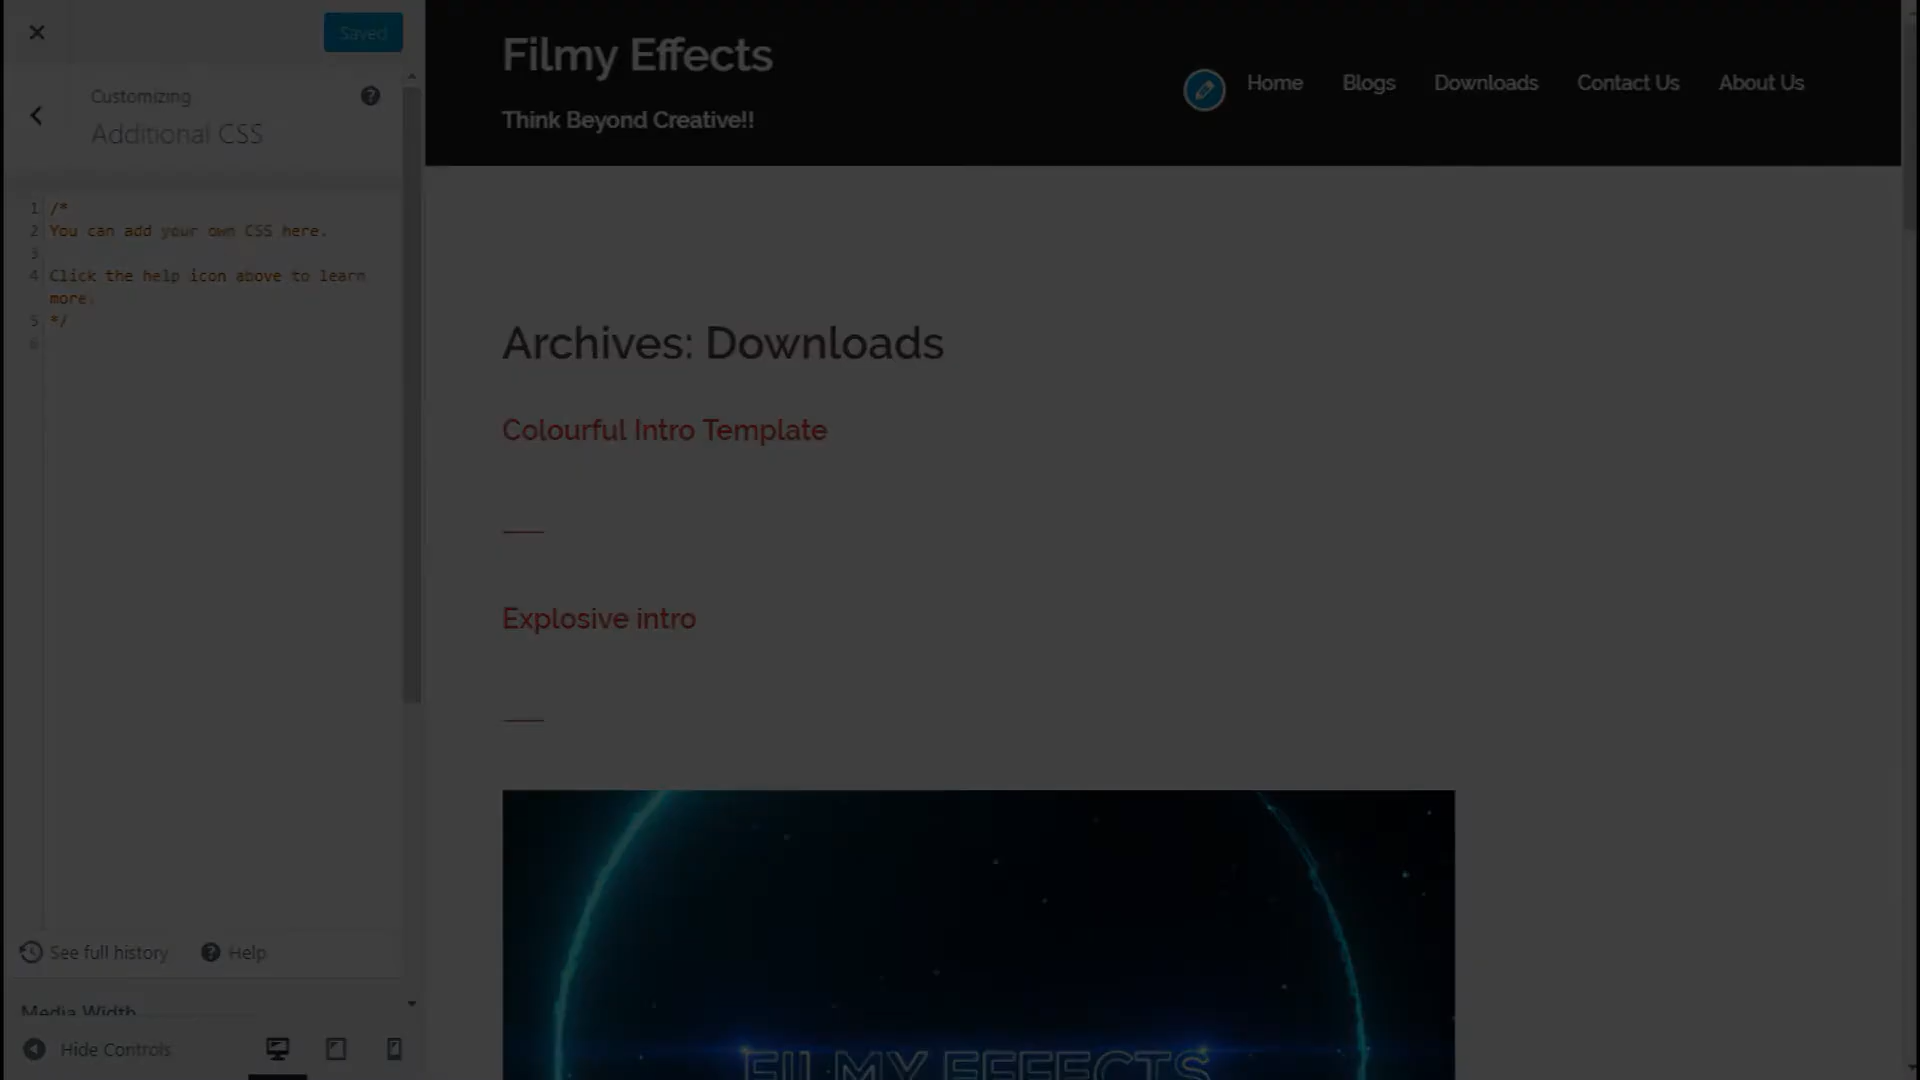 Saved
Customizing
Additional CSS
1 /*
2 You can add your own CSS here.
3
4 Click the help icon above to learn
more.
5 */
6
See full history
Help
Media Width
Hide Controls
Filmy Effects
Think Beyond Creative!!
Home
Blogs
Downloads
Contact Us
About Us
Archives: Downloads
Colourful Intro Template
Explosive intro
FILMY EFFECTS